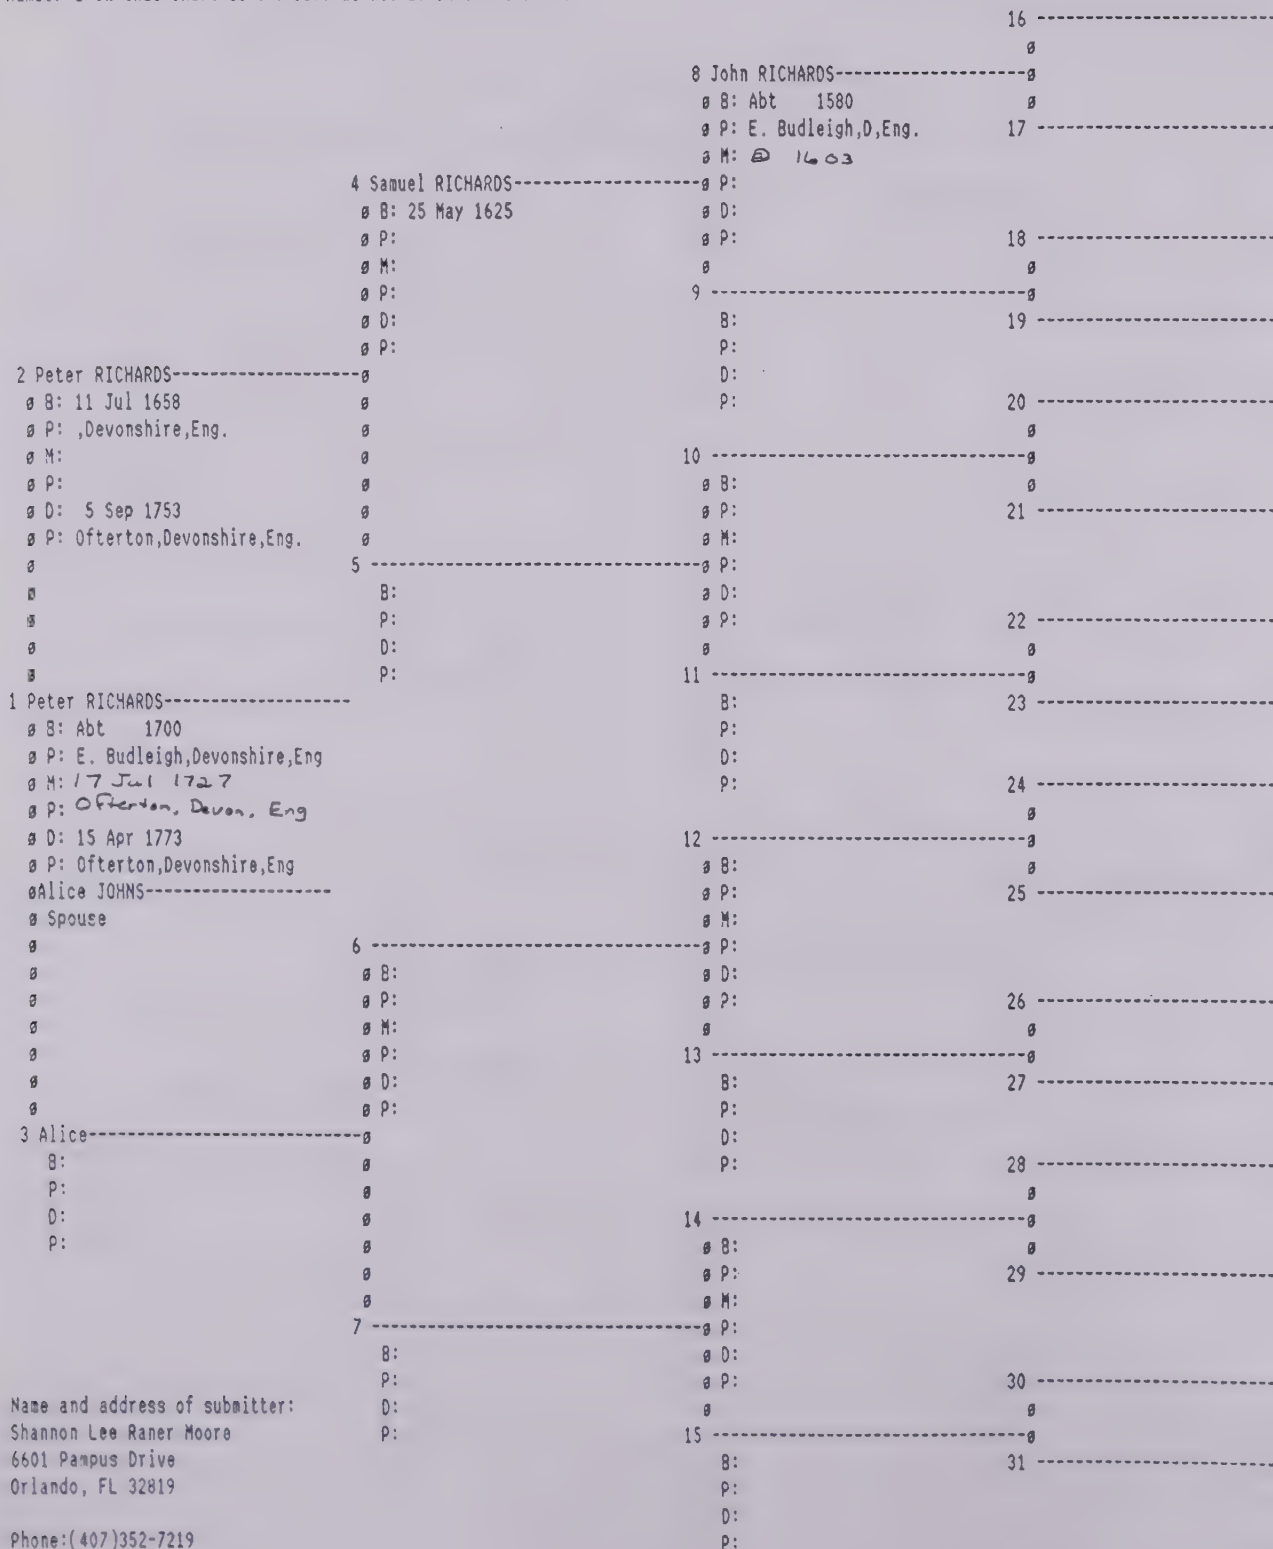 16 --------------------
8 John RICHARDS--------------------
B: Abt 1580
P: E. Budleigh,D,Eng.
17 --------------------
M: 1603
4 Samuel RICHARDS--------------------
P:
B: 25 May 1625
D:
P:
P:
18 --------------------
M:
P:
9 --------------------
D:
B:
19 --------------------
P:
P:
2 Peter RICHARDS--------------------
D:
B: 11 Jul 1658
P:
20 --------------------
P: ,Devonshire,Eng.
M:
10 --------------------
P:
B:
D: 5 Sep 1753
P:
21 --------------------
P: Ofterton,Devonshire,Eng.
M:
5 --------------------
P:
B:
D:
P:
P:
22 --------------------
D:
P:
11 --------------------
1 Peter RICHARDS--------------------
B:
23 --------------------
B: Abt 1700
P:
P: E. Budleigh,Devonshire,Eng
D:
M: 17 Jul 1727
P:
24 --------------------
P: Ofterton, Devon, Eng
D: 15 Apr 1773
12 --------------------
P: Ofterton,Devonshire,Eng
B:
Alice JOHNS--------------------
P:
25 --------------------
Spouse
M:
6 --------------------
P:
B:
D:
P:
P:
26 --------------------
M:
P:
13 --------------------
D:
B:
27 --------------------
P:
P:
3 Alice--------------------
D:
B:
P:
28 --------------------
P:
D:
14 --------------------
P:
B:
P:
29 --------------------
M:
7 --------------------
P:
B:
D:
P:
P:
30 --------------------
Name and address of submitter:
D:
Shannon Lee Raner Moore
P:
15 --------------------
6601 Pampus Drive
B:
31 --------------------
Orlando, FL 32819
P:
D:
Phone:(407)352-7219
P: